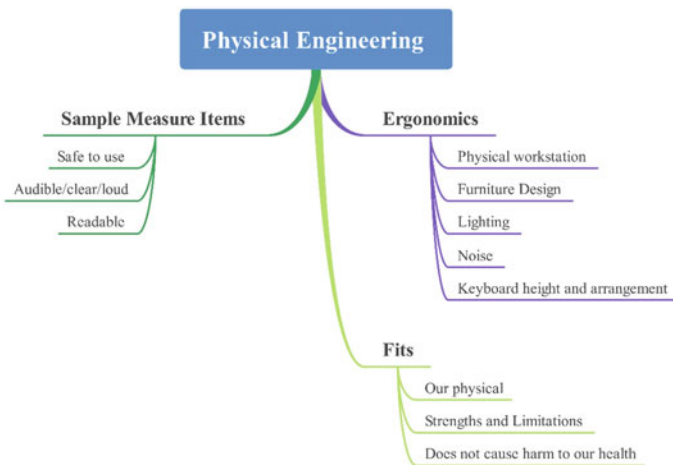 Physical Engineering
Sample Measure Items
Safe to use
Audible/clear/loud
Readable
Ergonomics
Physical workstation
Furniture Design
Lighting
Noise
Keyboard height and arrangement
Fits
Our physical
Strengths and Limitations
Does not cause harm to our health